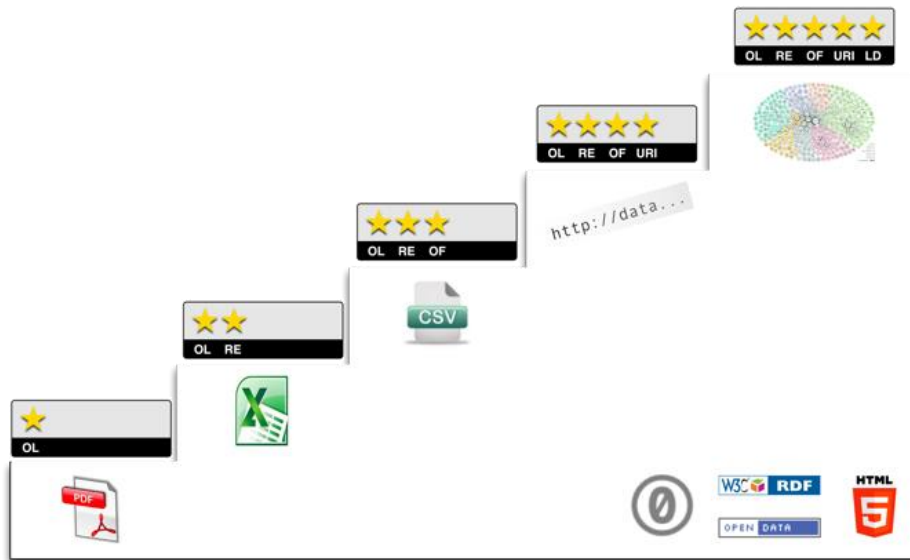 OL RE OF URI LD
OL RE OF URI
http://data...
OL RE OF
CSV
OL RE
X
OL
PDF
0
W3C RDF
OPEN DATA
HTML
5